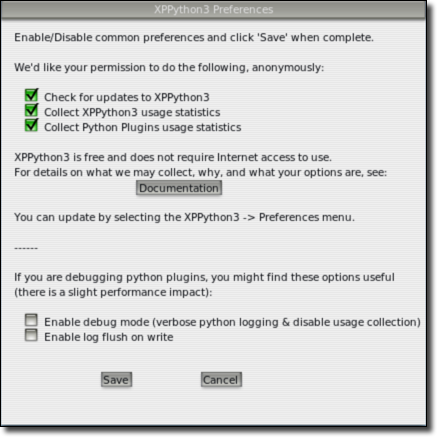 XPPython3 Preferences
Enable/Disable common preferences and click 'Save' when complete.
We'd like your permission to do the following, anonymously:
Check for updates to XPPython3
Collect XPPython3 usage statistics
Collect Python Plugins usage statistics
XPPython3 is free and does not require Internet access to use.
For details on what we may collect, why, and what your options are, see:
Documentation
You can update by selecting the XPPython3 -> Preferences menu.
------
If you are debugging python plugins, you might find these options useful
(there is a slight performance impact):
Enable debug mode (verbose python logging & disable usage collection)
Enable log flush on write
Save Cancel